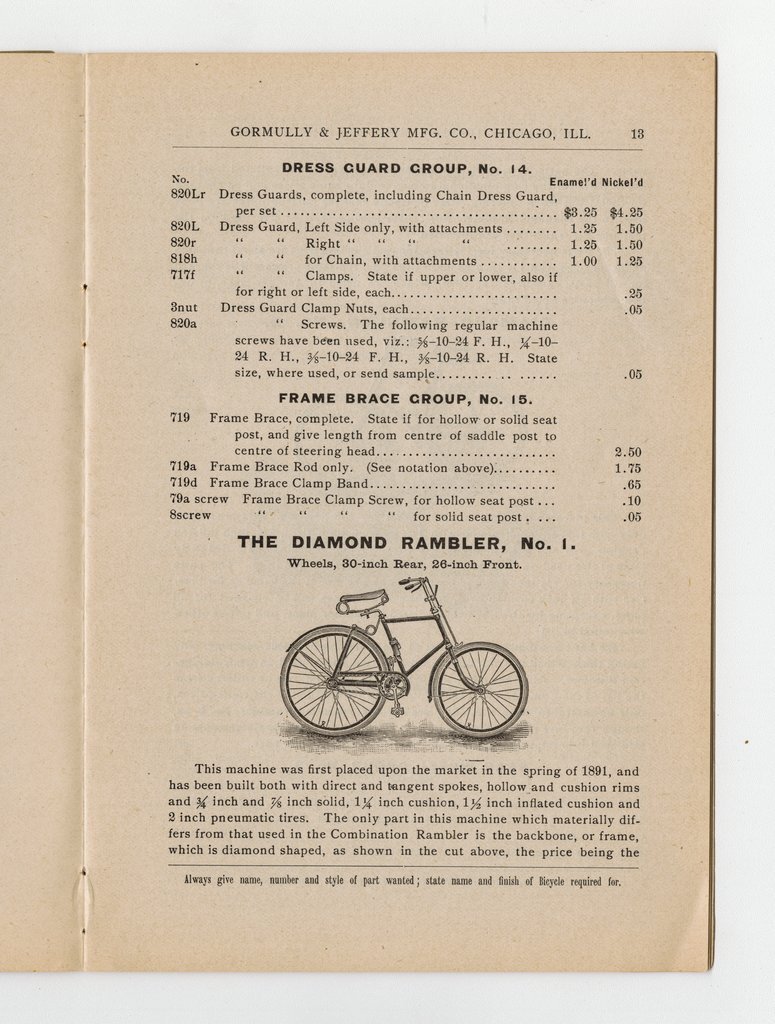 GORMULLY & JEFFERY MFG. CO., CHICAGO, ILL. 13
DRESS GUARD GROUP, No. 14.
No. Enamel'd Nickel'd
820Lr Dress Guards, complete, including Chain Dress Guard,
per set ........................................ $3.25 $4.25
820L Dress Guard, Left Side only, with attachments ........ 1.25 1.50
820r " " Right " " " " ........ 1.25 1.50
818h " " for Chain, with attachments ............ 1.00 1.25
717f " " Clamps. State if upper or lower, also if
for right or left side, each......................... .25
3nut Dress Guard Clamp Nuts, each...................... .05
820a " Screws. The following regular machine
screws have been used, viz.: ⅜–10–24 F. H., ¼–10–
24 R. H., ⅜–10–24 F. H., ⅜–10–24 R. H. State
size, where used, or send sample.......... .. ...... .05
FRAME BRACE GROUP, No. 15.
719 Frame Brace, complete. State if for hollow or solid seat
post, and give length from centre of saddle post to
centre of steering head........................... 2.50
719a Frame Brace Rod only. (See notation above).......... 1.75
719d Frame Brace Clamp Band............................ .65
79a screw Frame Brace Clamp Screw, for hollow seat post ... .10
8screw " " " " for solid seat post . ... .05
THE DIAMOND RAMBLER, No. 1.
Wheels, 30-inch Rear, 26-inch Front.
This machine was first placed upon the market in the spring of 1891, and
has been built both with direct and tangent spokes, hollow and cushion rims
and ¾ inch and ⅞ inch solid, 1¼ inch cushion, 1½ inch inflated cushion and
2 inch pneumatic tires. The only part in this machine which materially dif-
fers from that used in the Combination Rambler is the backbone, or frame,
which is diamond shaped, as shown in the cut above, the price being the
Always give name, number and style of part wanted; state name and finish of Bicycle required for.